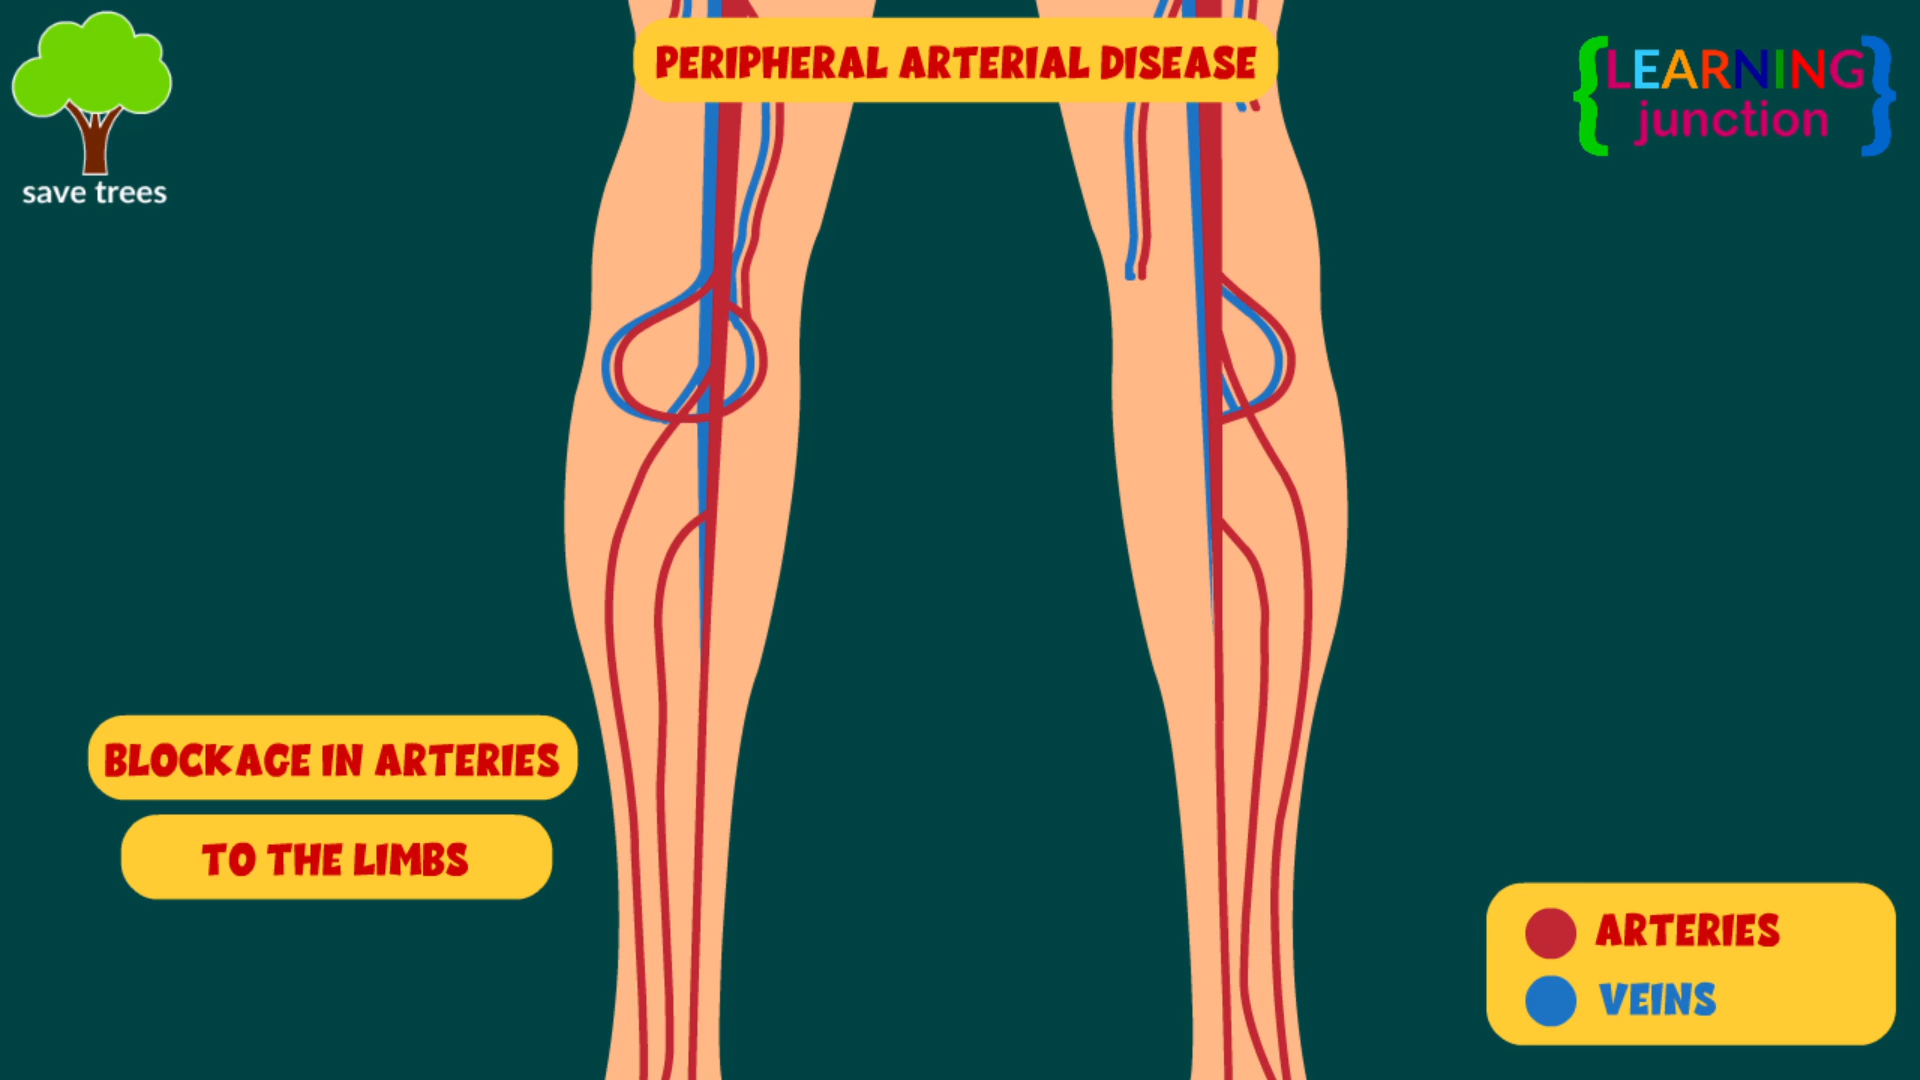 PERIPHERAL ARTERIAL DISEASE
save trees
{LEARNING
junction}
BLOCKAGE IN ARTERIES
TO THE LIMBS
ARTERIES
VEINS